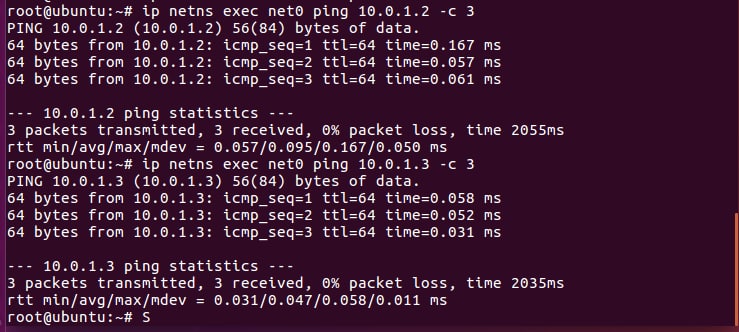 root@ubuntu:~# ip netns exec net0 ping 10.0.1.2 -c 3
PING 10.0.1.2 (10.0.1.2) 56(84) bytes of data.
64 bytes from 10.0.1.2: icmp_seq=1 ttl=64 time=0.167 ms
64 bytes from 10.0.1.2: icmp_seq=2 ttl=64 time=0.057 ms
64 bytes from 10.0.1.2: icmp_seq=3 ttl=64 time=0.061 ms

--- 10.0.1.2 ping statistics ---
3 packets transmitted, 3 received, 0% packet loss, time 2055ms
rtt min/avg/max/mdev = 0.057/0.095/0.167/0.050 ms
root@ubuntu:~# ip netns exec net0 ping 10.0.1.3 -c 3
PING 10.0.1.3 (10.0.1.3) 56(84) bytes of data.
64 bytes from 10.0.1.3: icmp_seq=1 ttl=64 time=0.058 ms
64 bytes from 10.0.1.3: icmp_seq=2 ttl=64 time=0.052 ms
64 bytes from 10.0.1.3: icmp_seq=3 ttl=64 time=0.031 ms

--- 10.0.1.3 ping statistics ---
3 packets transmitted, 3 received, 0% packet loss, time 2035ms
rtt min/avg/max/mdev = 0.031/0.047/0.058/0.011 ms
root@ubuntu:~# S